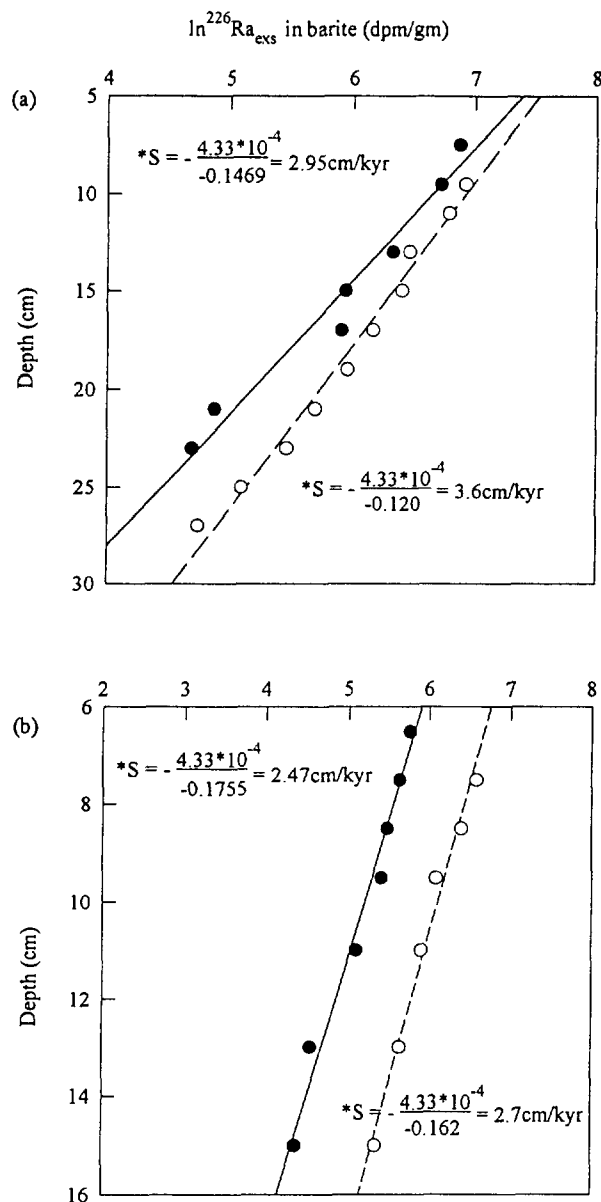 ln²²⁶Ra_exs in barite (dpm/gm)
4 5 6 7 8
(a)
5
10
15
20
25
30
Depth (cm)
*S = - 4.33*10⁻⁴ / -0.1469 = 2.95cm/kyr
*S = - 4.33*10⁻⁴ / -0.120 = 3.6cm/kyr
2 3 4 5 6 7 8
(b)
6
8
10
12
14
16
Depth (cm)
*S = - 4.33*10⁻⁴ / -0.1755 = 2.47cm/kyr
*S = - 4.33*10⁻⁴ / -0.162 = 2.7cm/kyr